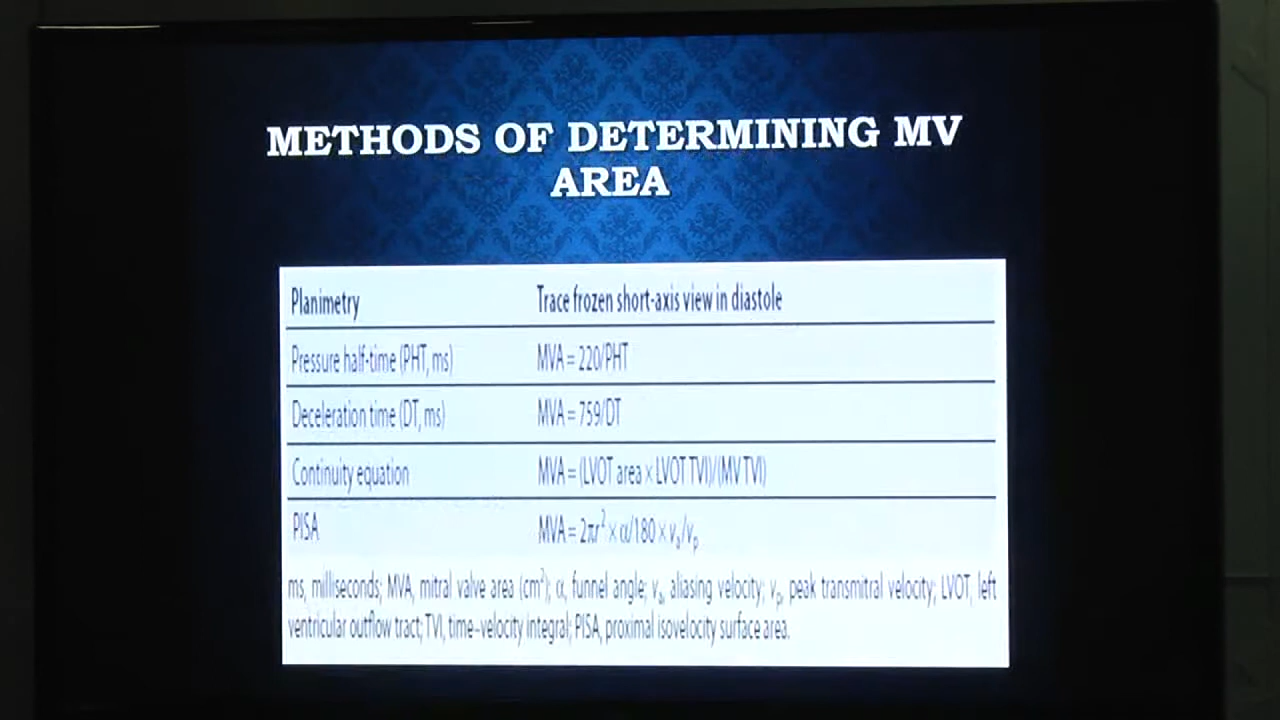 METHODS OF DETERMINING MV
AREA
Planimetry Trace frozen short-axis view in diastole
Pressure half-time (PHT, ms) MVA = 220/PHT
Deceleration time (DT, ms) MVA = 759/DT
Continuity equation MVA = (LVOT area × LVOT TVI)/(MV TVI)
PISA MVA = 2πr² × α/180 × vₐ/vₚ
ms, milliseconds; MVA, mitral valve area (cm²); α, funnel angle; vₐ, aliasing velocity; vₚ, peak transmitral velocity; LVOT, left
ventricular outflow tract; TVI, time–velocity integral; PISA, proximal isovelocity surface area.